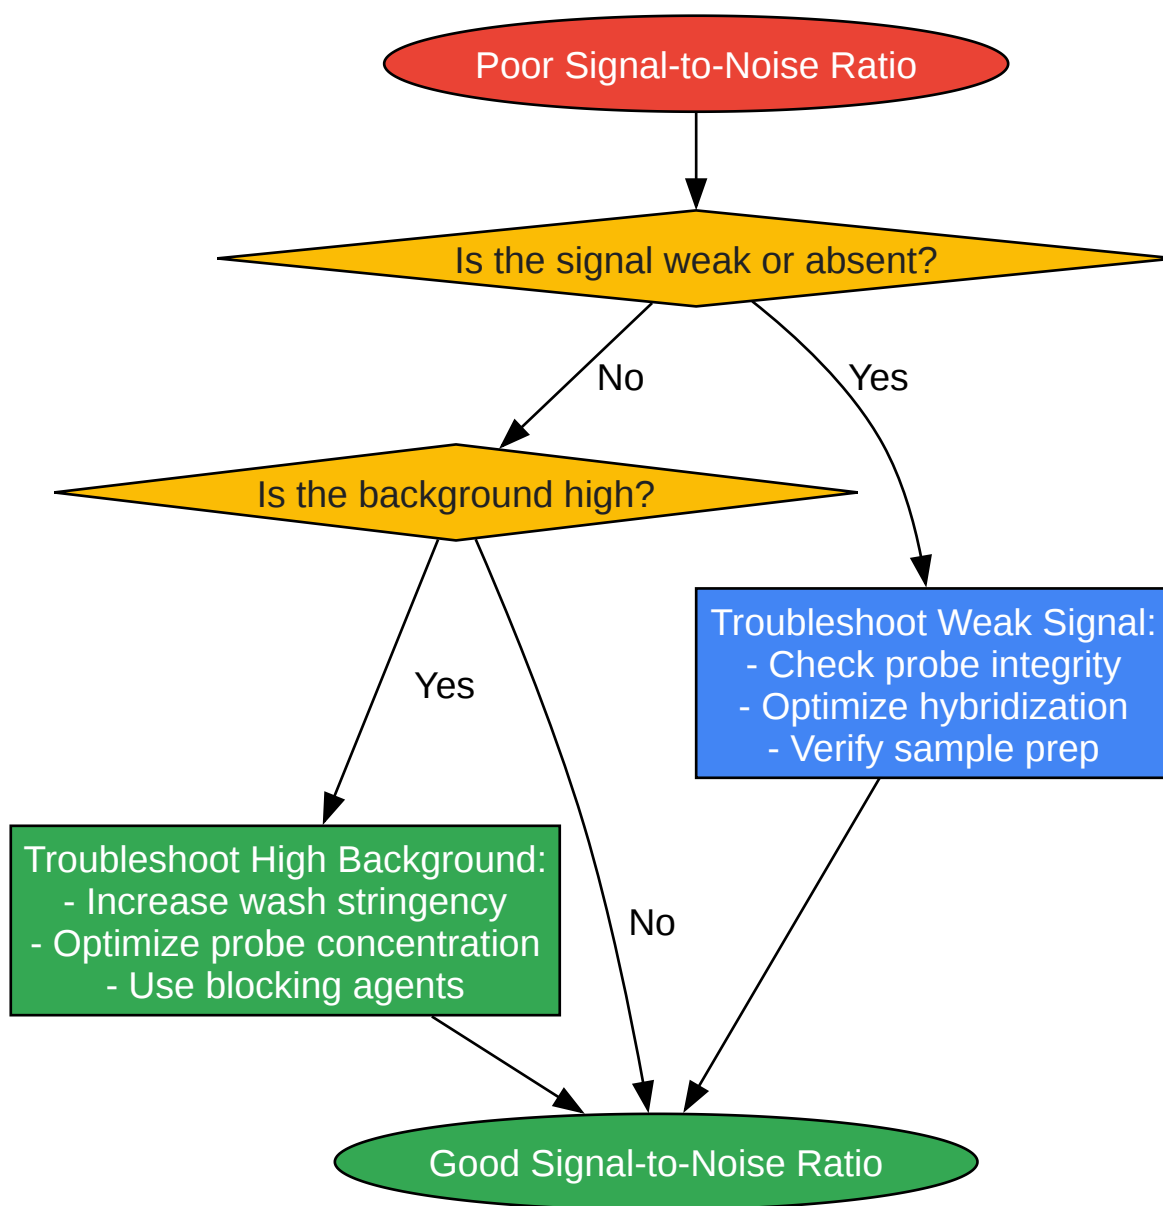 Poor Signal-to-Noise Ratio
Is the signal weak or absent?
No
Yes
Is the background high?
Troubleshoot Weak Signal:
- Check probe integrity
- Optimize hybridization
- Verify sample prep
Yes
Troubleshoot High Background:
- Increase wash stringency
- Optimize probe concentration
- Use blocking agents
No
Good Signal-to-Noise Ratio